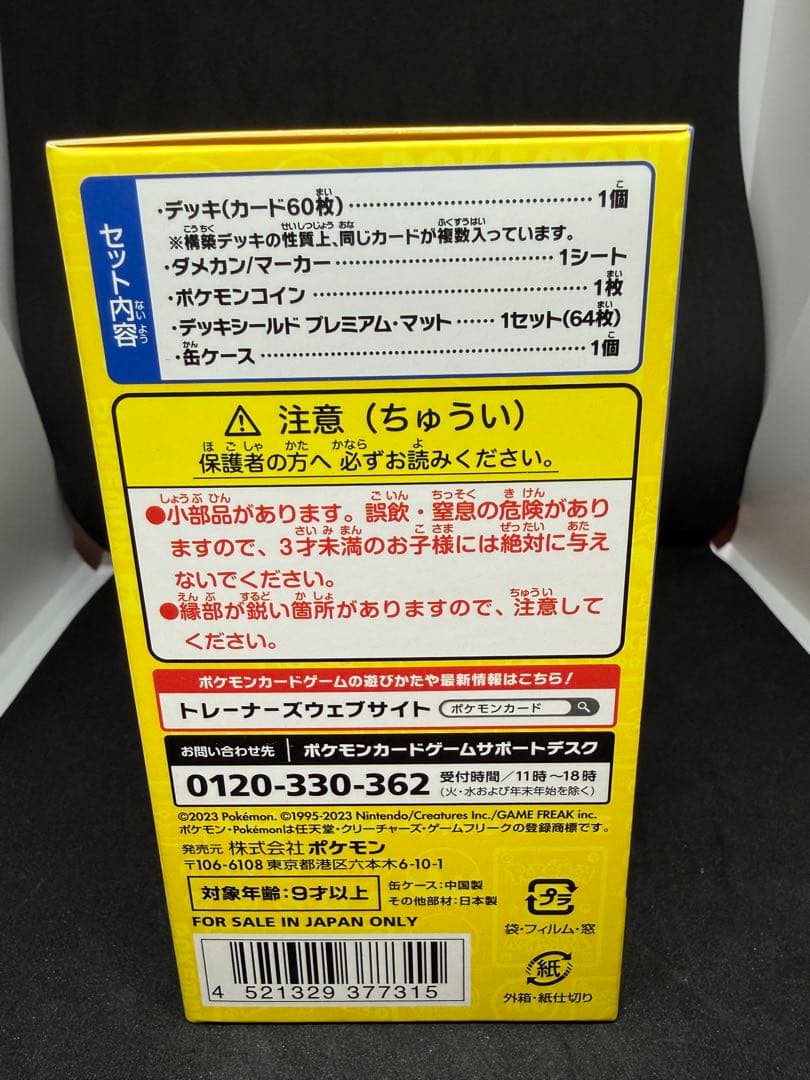 セット内容
・デッキ(カード60枚)……1個
※構築デッキの性質上、同じカードが複数入っています。
・ダメカン/マーカー……1シート
・ポケモンコイン……1枚
・デッキシールド プレミアム・マット……1セット(64枚)
・缶ケース……1個
⚠ 注意（ちゅうい）
保護者の方へ 必ずお読みください。
●小部品があります。誤飲・窒息の危険があり
ますので、3才未満のお子様には絶対に与え
ないでください。
●縁部が鋭い箇所がありますので、注意して
ください。
ポケモンカードゲームの遊びかたや最新情報はこちら!
トレーナーズウェブサイト ポケモンカード
お問い合わせ先 ポケモンカードゲームサポートデスク
0120-330-362 受付時間/11時～18時
(火・水および年末年始を除く)
©2023 Pokémon. ©1995-2023 Nintendo/Creatures Inc./GAME FREAK inc.
ポケモン・Pokémonは任天堂・クリーチャーズ・ゲームフリークの登録商標です。
発売元 株式会社 ポケモン
〒106-6108 東京都港区六本木6-10-1
対象年齢:9才以上
缶ケース:中国製
その他部材:日本製
FOR SALE IN JAPAN ONLY
4 521329 377315
プラ
袋・フィルム・窓
紙
外箱・紙仕切り